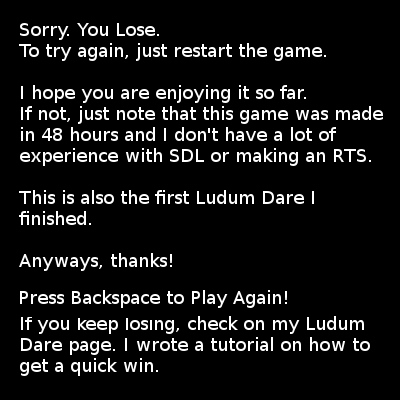 Sorry. You Lose.
To try again, just restart the game.
I hope you are enjoying it so far.
If not, just note that this game was made
in 48 hours and I don't have a lot of
experience with SDL or making an RTS.
This is also the first Ludum Dare I
finished.
Anyways, thanks!
Press Backspace to Play Again!
If you keep losing, check on my Ludum
Dare page. I wrote a tutorial on how to
get a quick win.